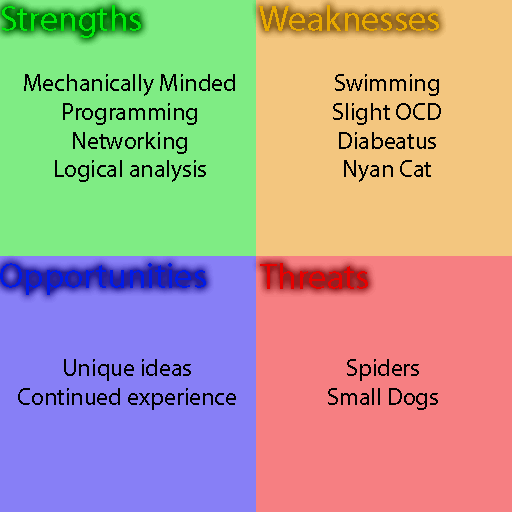 Strengths
Mechanically Minded
Programming
Networking
Logical analysis
Weaknesses
Swimming
Slight OCD
Diabeatus
Nyan Cat
Opportunities
Unique ideas
Continued experience
Threats
Spiders
Small Dogs